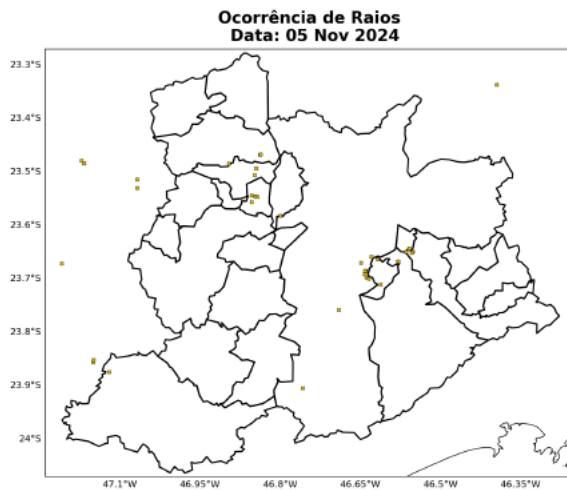 Ocorrência de Raios
Data: 05 Nov 2024
23.3°S
23.4°S
23.5°S
23.6°S
23.7°S
23.8°S
23.9°S
24°S
47.1°W
46.95°W
46.8°W
46.65°W
46.5°W
46.35°W